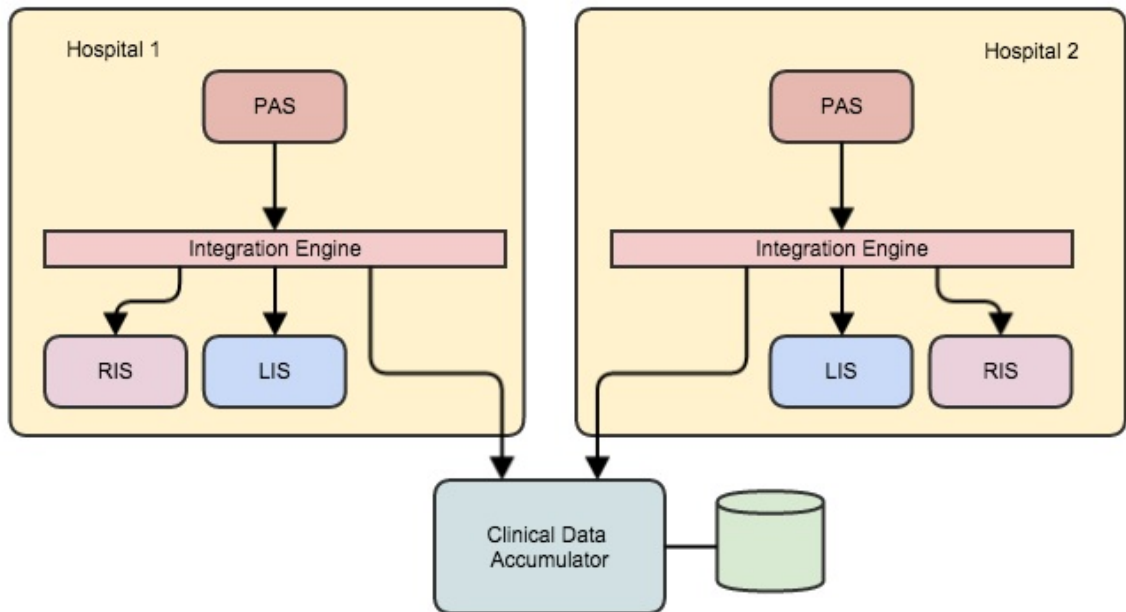 Hospital 1
PAS
Integration Engine
RIS
LIS
Hospital 2
PAS
Integration Engine
LIS
RIS
Clinical Data
Accumulator